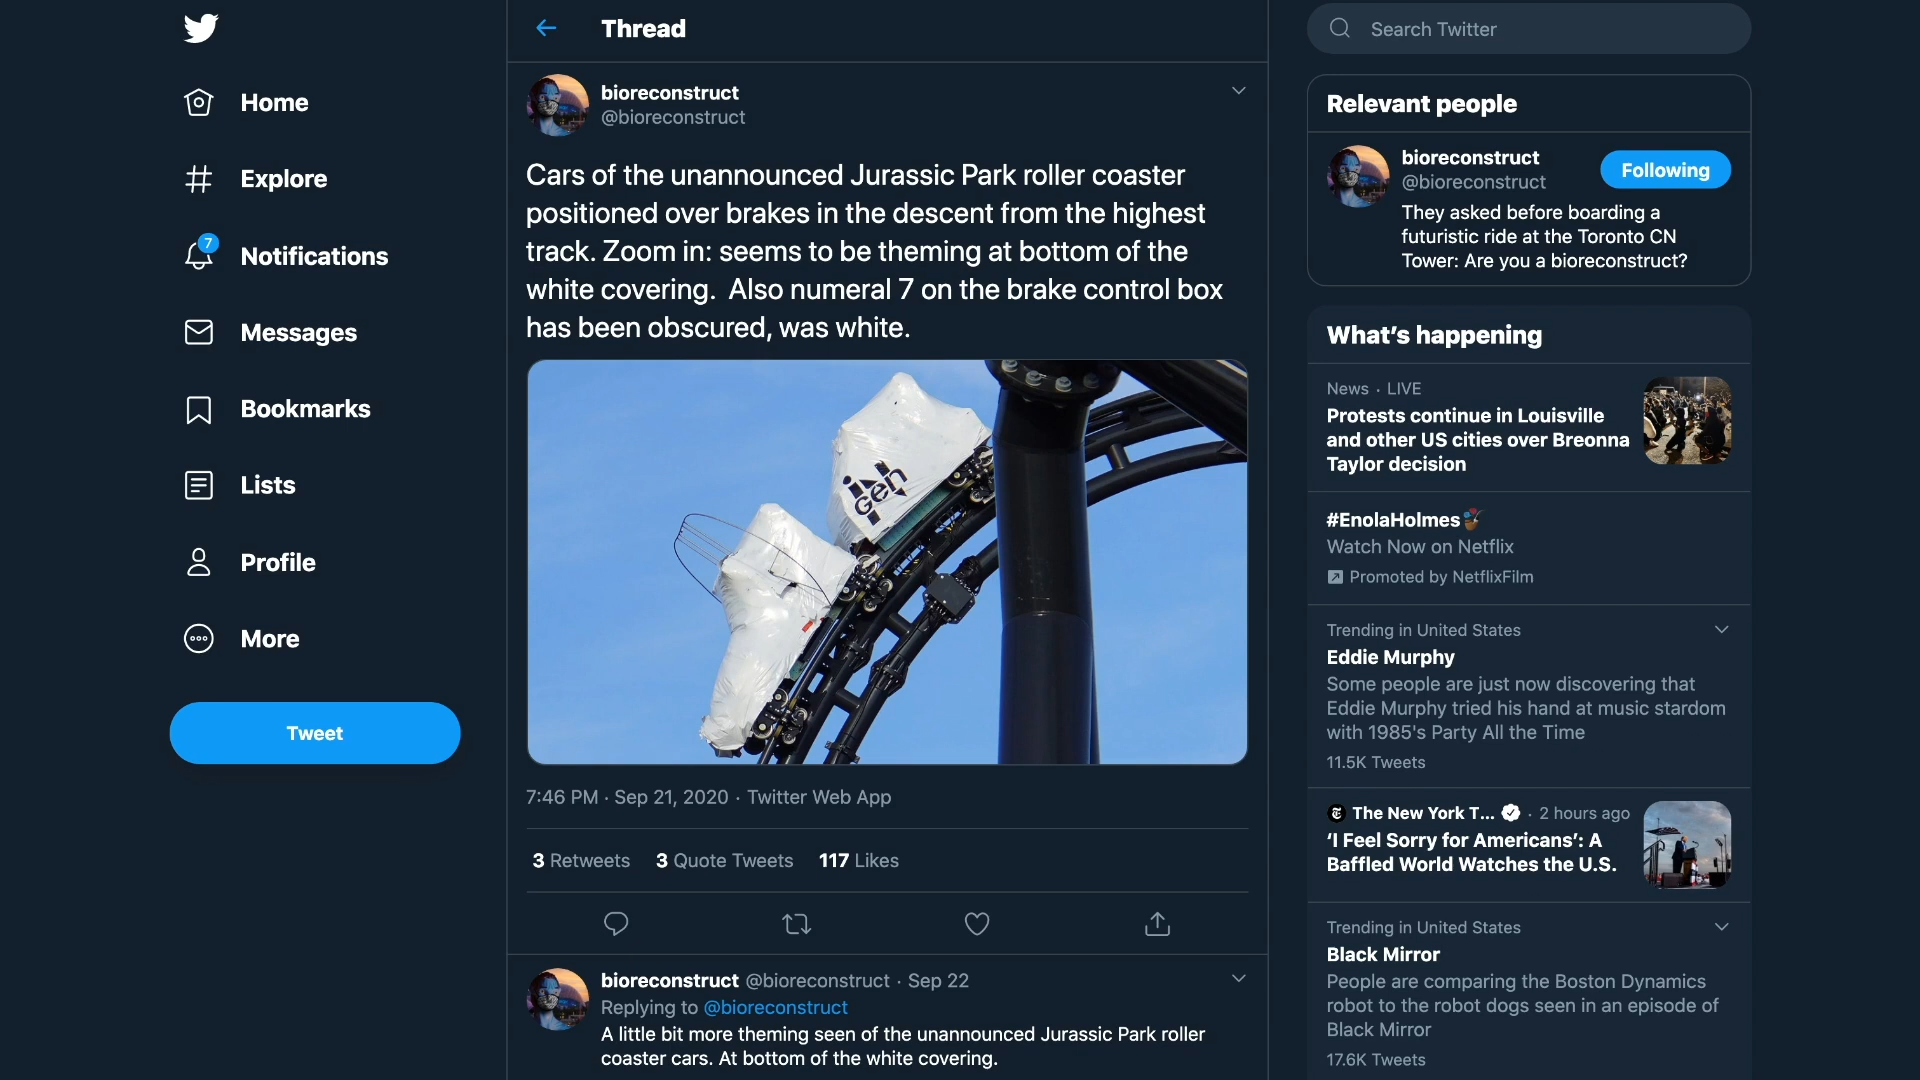 Home
Explore
7
Notifications
Messages
Bookmarks
Lists
Profile
More
Tweet
Thread
bioreconstruct
@bioreconstruct
Cars of the unannounced Jurassic Park roller coaster
positioned over brakes in the descent from the highest
track. Zoom in: seems to be theming at bottom of the
white covering.  Also numeral 7 on the brake control box
has been obscured, was white.
InGen
7:46 PM · Sep 21, 2020 · Twitter Web App
3 Retweets 3 Quote Tweets 117 Likes
bioreconstruct @bioreconstruct · Sep 22
Replying to @bioreconstruct
A little bit more theming seen of the unannounced Jurassic Park roller
coaster cars. At bottom of the white covering.
Search Twitter
Relevant people
bioreconstruct
@bioreconstruct
Following
They asked before boarding a
futuristic ride at the Toronto CN
Tower: Are you a bioreconstruct?
What's happening
News · LIVE
Protests continue in Louisville
and other US cities over Breonna
Taylor decision
#EnolaHolmes
Watch Now on Netflix
Promoted by NetflixFilm
Trending in United States
Eddie Murphy
Some people are just now discovering that
Eddie Murphy tried his hand at music stardom
with 1985's Party All the Time
11.5K Tweets
The New York T... · 2 hours ago
'I Feel Sorry for Americans': A
Baffled World Watches the U.S.
Trending in United States
Black Mirror
People are comparing the Boston Dynamics
robot to the robot dogs seen in an episode of
Black Mirror
17.6K Tweets